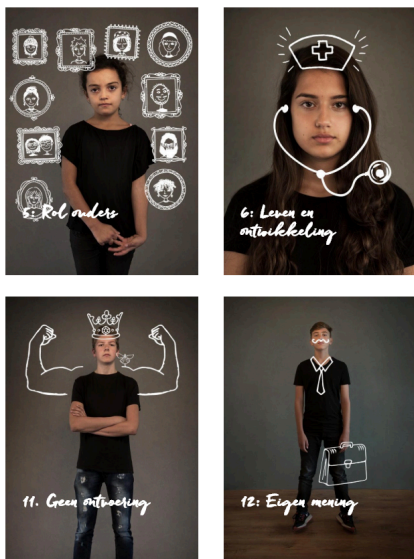 5: Rol ouders
6: Leven en
ontwikkeling
11. Geen ontvoering
12: Eigen mening